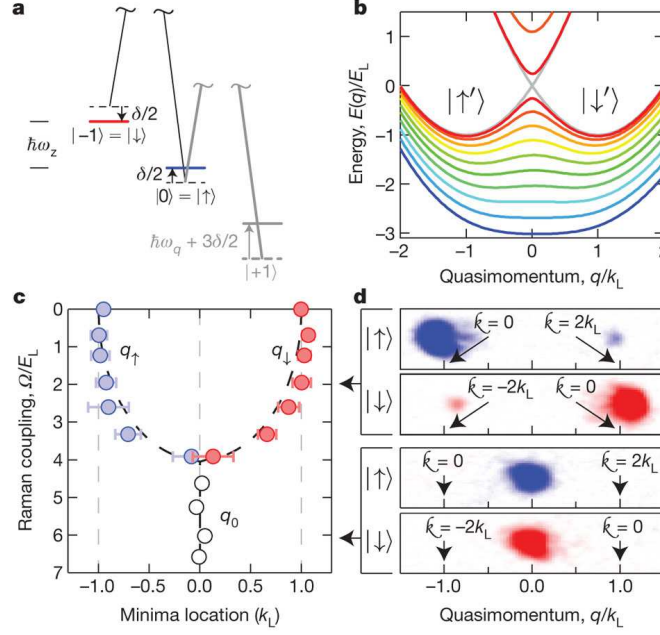 a
δ/2
|−1⟩ = |↓⟩
ħω_z
δ/2
|0⟩ = |↑⟩
ħω_q + 3δ/2
|+1⟩
b
Energy, E(q)/E_L
1
0
−1
−2
−3
|↑′⟩
|↓′⟩
−2
−1
0
1
2
Quasimomentum, q/k_L
c
Raman coupling, Ω/E_L
0
1
2
3
4
5
6
7
q_↑
q_↓
q_0
−1.0
−0.5
0.0
0.5
1.0
Minima location (k_L)
d
|↑⟩
k = 0
k = 2k_L
|↓⟩
k = −2k_L
k = 0
|↑⟩
k = 0
k = 2k_L
|↓⟩
k = −2k_L
k = 0
−1.0
0.0
1.0
Quasimomentum, q/k_L